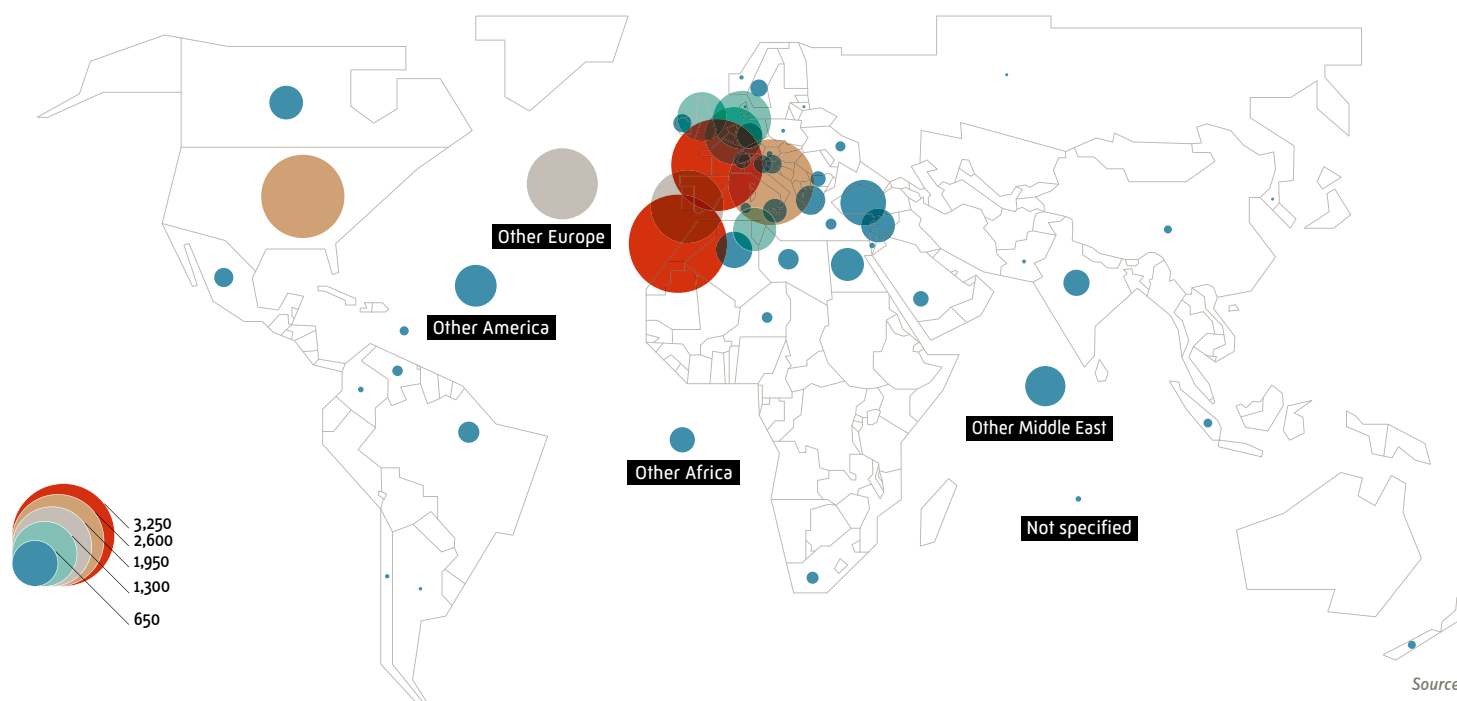 Other Europe
Other America
Other Africa
Other Middle East
Not specified
3,250
2,600
1,950
1,300
650
Source